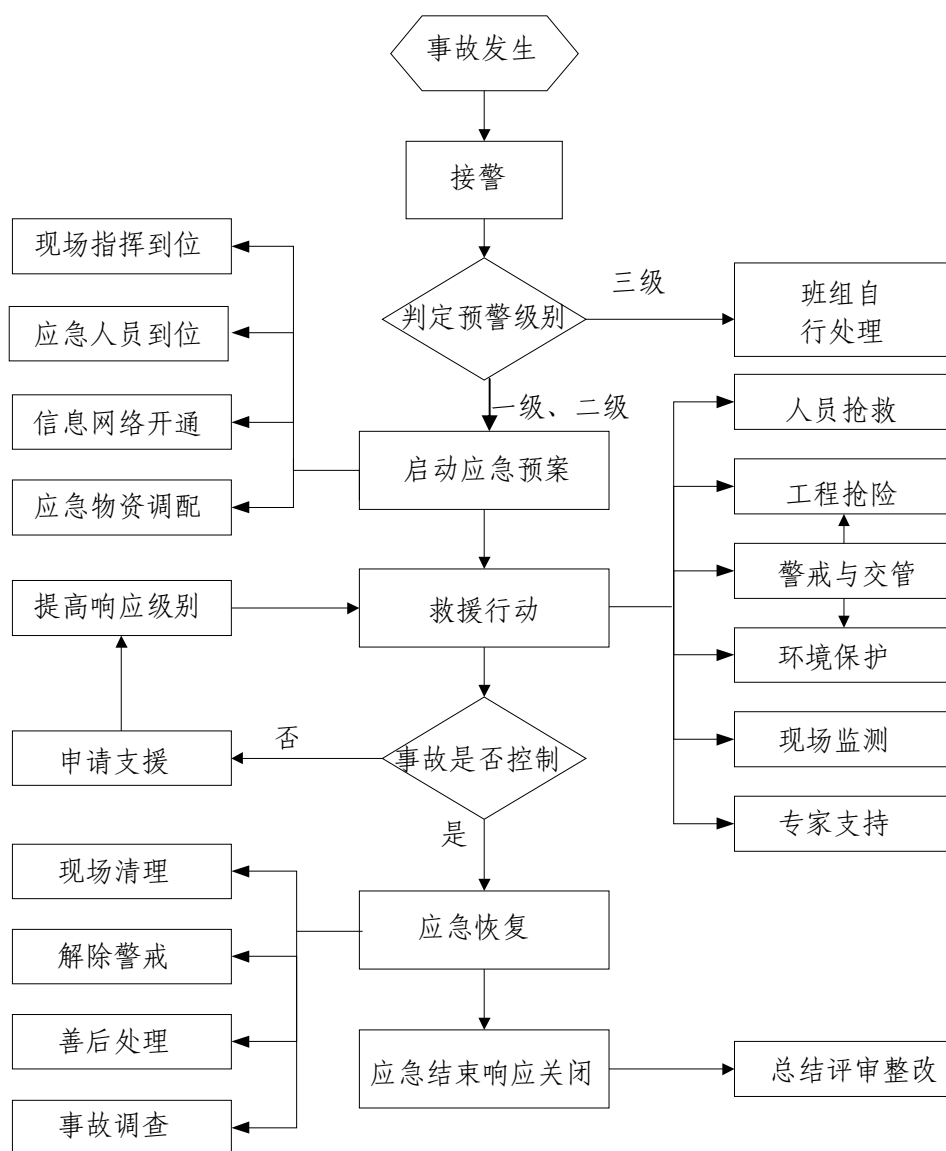 事故发生
接警
现场指挥到位
判定预警级别
三级
班组自
行处理
应急人员到位
一级、二级
人员抢救
信息网络开通
启动应急预案
工程抢险
应急物资调配
警戒与交管
提高响应级别
救援行动
环境保护
申请支援
否
事故是否控制
现场监测
专家支持
是
现场清理
应急恢复
解除警戒
善后处理
应急结束响应关闭
总结评审整改
事故调查